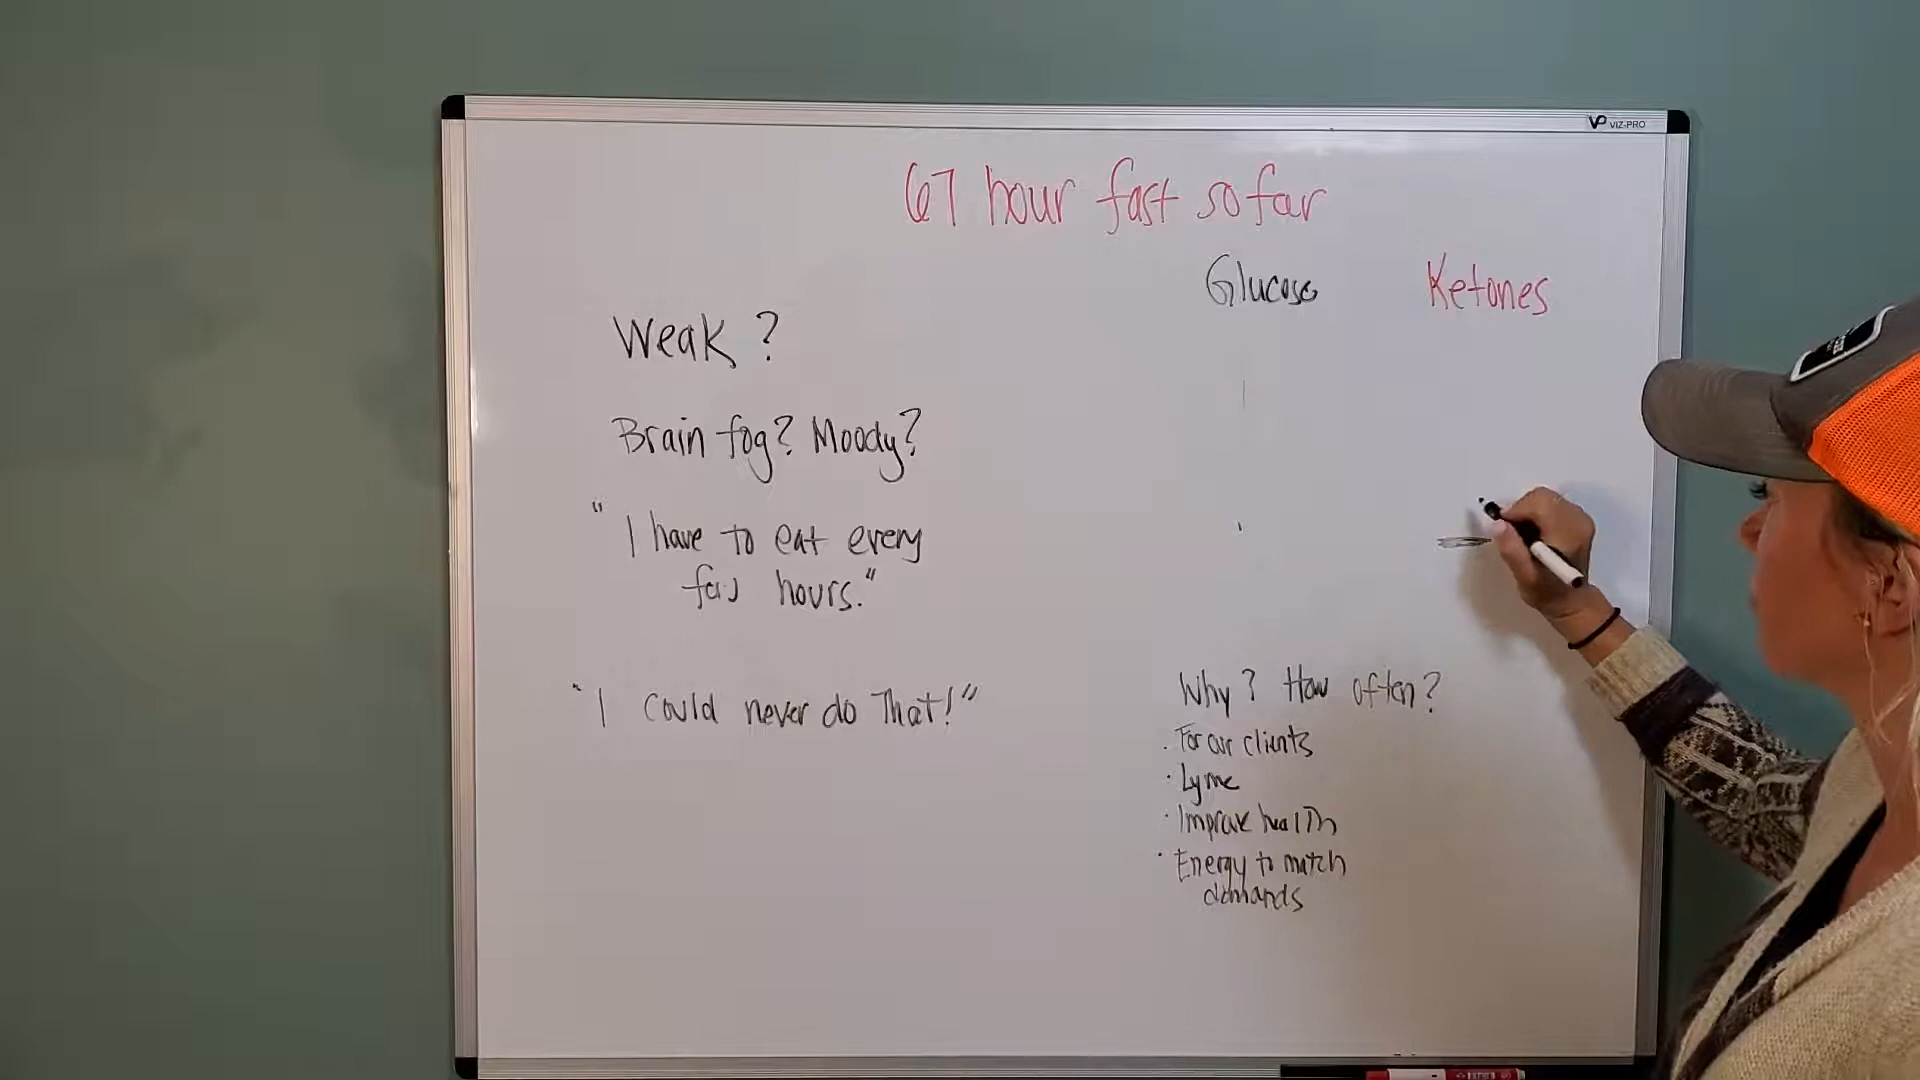 VIZ-PRO
67 hour fast so far
Glucose
Ketones
Weak ?
Brain fog? Moody?
"I have to eat every
few hours."
"I could never do That!"
Why? How often?
· For our clients
· Lyme
· Improve health
· Energy to match
demands